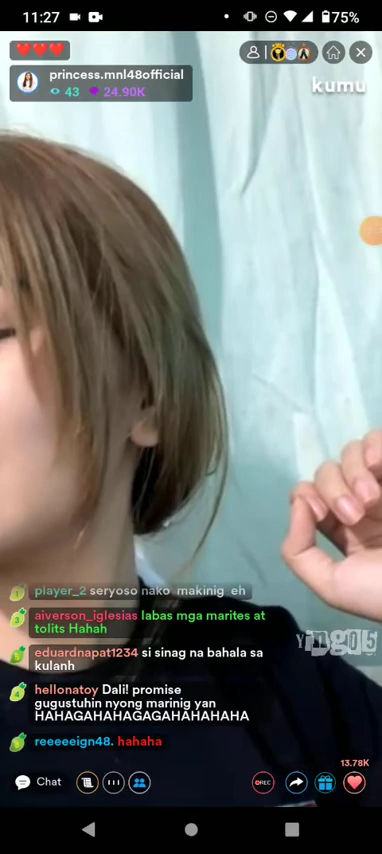 11:27
75%
princess.mnl48official
43 24.90K
kumu
player_2 seryoso nako makinig eh
aiverson_iglesias labas mga marites at
tolits Hahah
eduardnapat1234 si sinag na bahala sa
kulanh
hellonatoy Dali! promise
gugustuhin nyong marinig yan
HAHAGAHAHAGAGAHAHAHAHA
reeeeeign48. hahaha
13.78K
Chat
REC